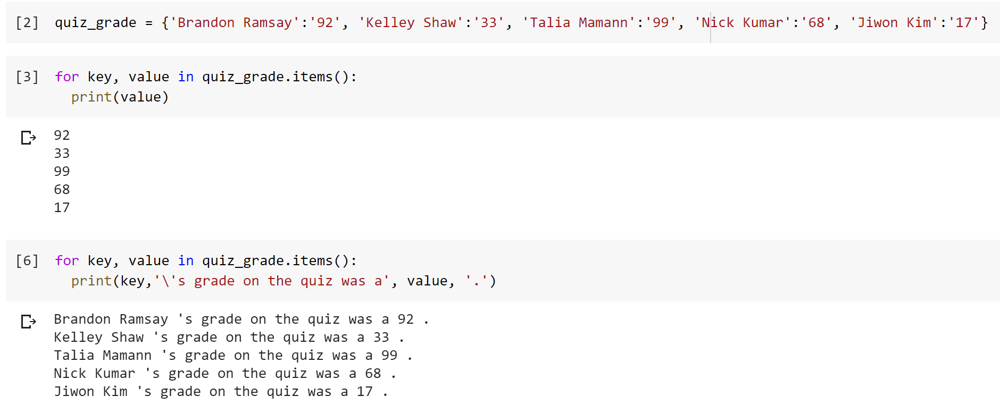 [2] quiz_grade = {'Brandon Ramsay':'92', 'Kelley Shaw':'33', 'Talia Mamann':'99', 'Nick Kumar':'68', 'Jiwon Kim':'17'}
[3] for key, value in quiz_grade.items():
print(value)
92
33
99
68
17
[6] for key, value in quiz_grade.items():
print(key,'\'s grade on the quiz was a', value, '.')
Brandon Ramsay 's grade on the quiz was a 92 .
Kelley Shaw 's grade on the quiz was a 33 .
Talia Mamann 's grade on the quiz was a 99 .
Nick Kumar 's grade on the quiz was a 68 .
Jiwon Kim 's grade on the quiz was a 17 .